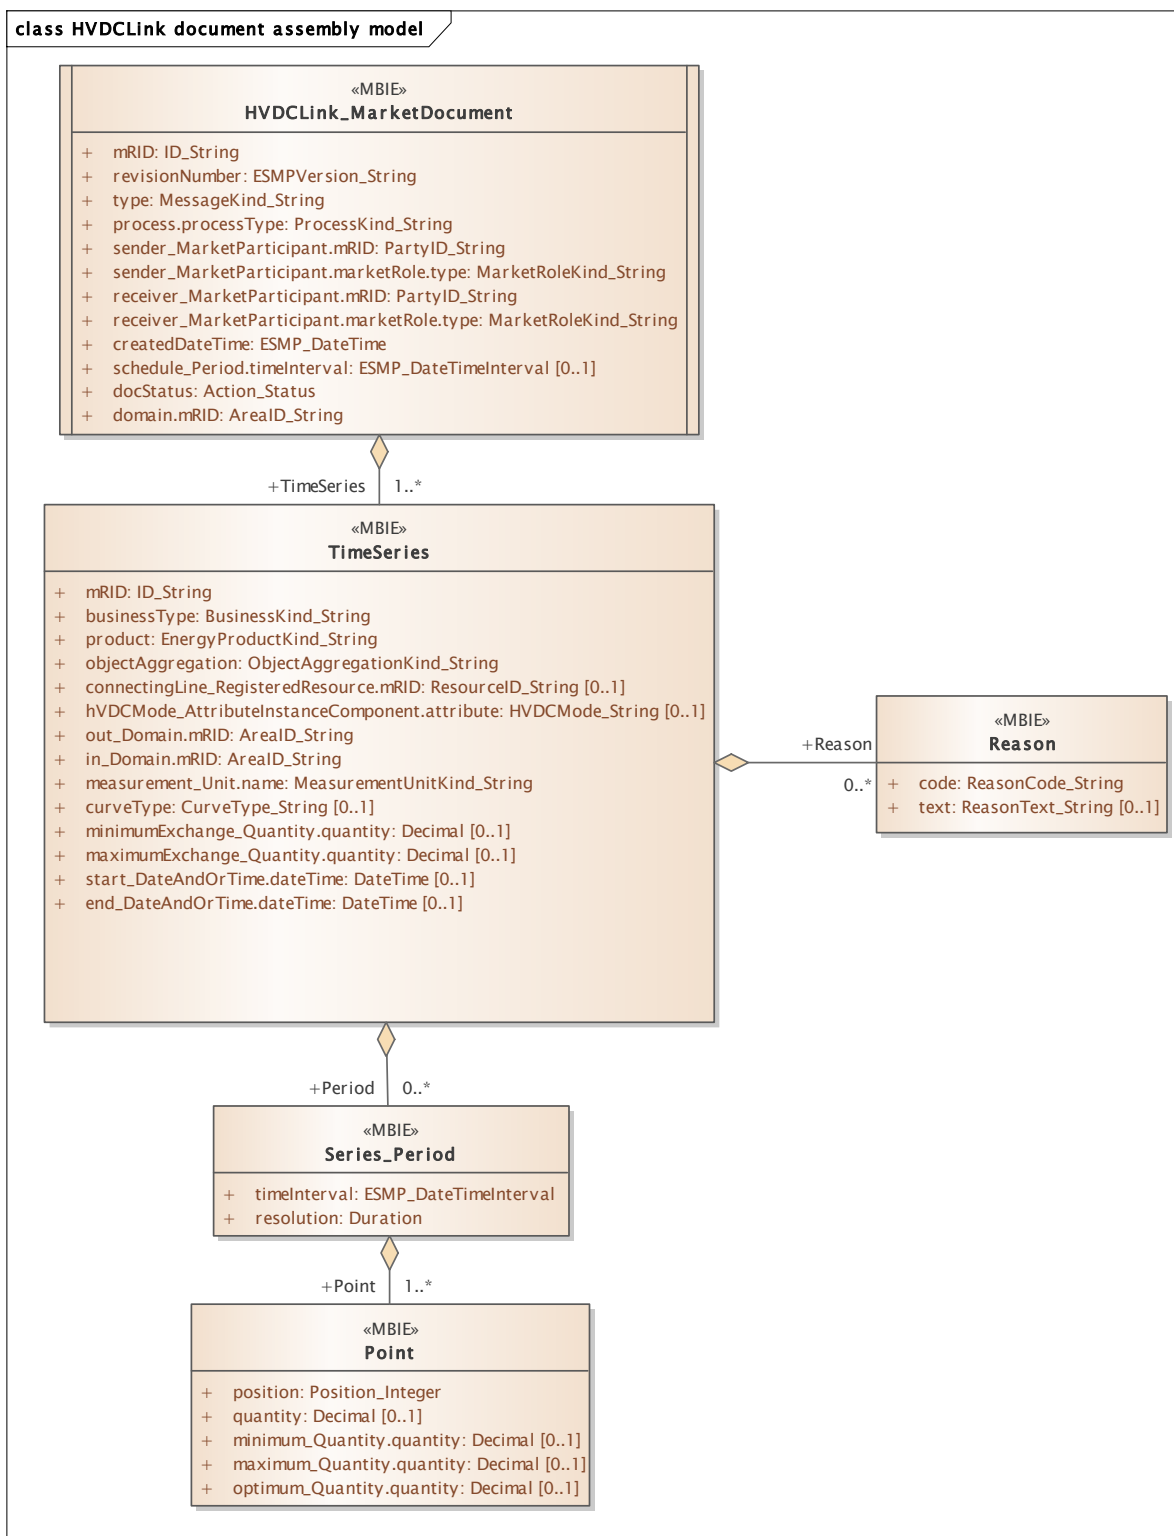 class HVDCLink document assembly model
«MBIE»
HVDCLink_MarketDocument
+ mRID: ID_String
+ revisionNumber: ESMPVersion_String
+ type: MessageKind_String
+ process.processType: ProcessKind_String
+ sender_MarketParticipant.mRID: PartyID_String
+ sender_MarketParticipant.marketRole.type: MarketRoleKind_String
+ receiver_MarketParticipant.mRID: PartyID_String
+ receiver_MarketParticipant.marketRole.type: MarketRoleKind_String
+ createdDateTime: ESMP_DateTime
+ schedule_Period.timeInterval: ESMP_DateTimeInterval [0..1]
+ docStatus: Action_Status
+ domain.mRID: AreaID_String
+TimeSeries 1..*
«MBIE»
TimeSeries
+ mRID: ID_String
+ businessType: BusinessKind_String
+ product: EnergyProductKind_String
+ objectAggregation: ObjectAggregationKind_String
+ connectingLine_RegisteredResource.mRID: ResourceID_String [0..1]
+ hVDCMode_AttributeInstanceComponent.attribute: HVDCMode_String [0..1]
+ out_Domain.mRID: AreaID_String
+ in_Domain.mRID: AreaID_String
+ measurement_Unit.name: MeasurementUnitKind_String
+ curveType: CurveType_String [0..1]
+ minimumExchange_Quantity.quantity: Decimal [0..1]
+ maximumExchange_Quantity.quantity: Decimal [0..1]
+ start_DateAndOrTime.dateTime: DateTime [0..1]
+ end_DateAndOrTime.dateTime: DateTime [0..1]
+Reason
0..*
«MBIE»
Reason
+ code: ReasonCode_String
+ text: ReasonText_String [0..1]
+Period 0..*
«MBIE»
Series_Period
+ timeInterval: ESMP_DateTimeInterval
+ resolution: Duration
+Point 1..*
«MBIE»
Point
+ position: Position_Integer
+ quantity: Decimal [0..1]
+ minimum_Quantity.quantity: Decimal [0..1]
+ maximum_Quantity.quantity: Decimal [0..1]
+ optimum_Quantity.quantity: Decimal [0..1]